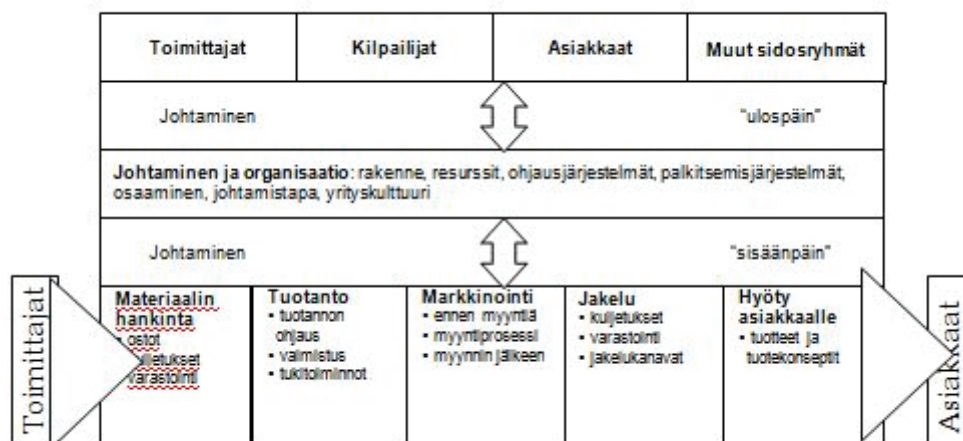 Toimittajat Kilpailijat Asiakkaat Muut sidosryhmät
Johtaminen "ulospäin"
Johtaminen ja organisaatio: rakenne, resurssit, ohjausjärjestelmät, palkitsemisjärjestelmät,
osaaminen, johtamistapa, yrityskulttuuri
Johtaminen "sisäänpäin"
Toimittajat
Materiaalin
hankinta
ostot
kuljetukset
varastointi
Tuotanto
▪ tuotannon
ohjaus
▪ valmistus
▪ tukitoiminnot
Markkinointi
▪ ennen myyntiä
▪ myyntiprosessi
▪ myynnin jälkeen
Jakelu
▪ kuljetukset
▪ varastointi
▪ jakelukanavat
Hyöty
asiakkaalle
▪ tuotteet ja
tuotekonseptit
Asiakkaat